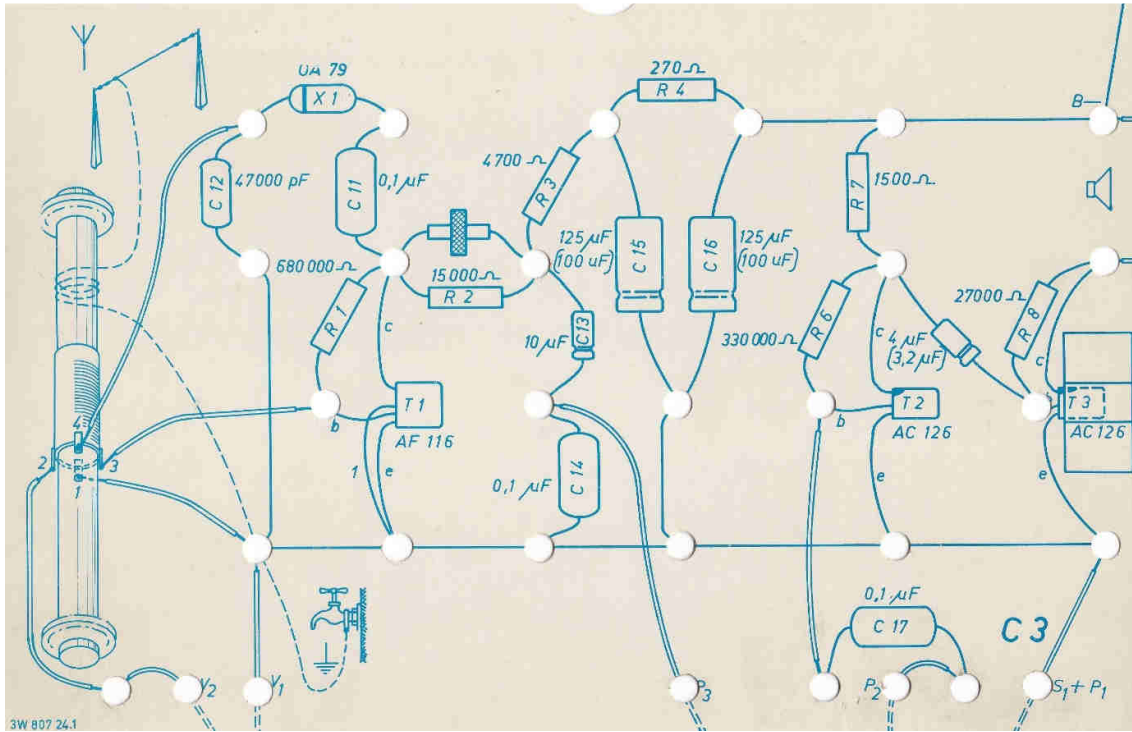 OA 79
X 1
270 Ω
R 4
B—
47000 pF
C 12
0,1 µF
C 11
4700 Ω
R 3
1500 Ω
R 7
680 000 Ω
15 000 Ω
R 2
125 µF
(100 uF)
C 15
C 16
125 µF
(100 uF)
R 1
c
10 µF
C13
330 000 Ω
R 6
c
4 µF
(3,2 µF)
27000 Ω
R 8
c
T 1
AF 116
b
T 2
AC 126
b
T 3
AC 126
4
2
3
1
1
e
0,1 µF
C 14
e
e
0,1 µF
C 17
C 3
V2
V1
P3
P2
S1 + P1
3W 807 24.1